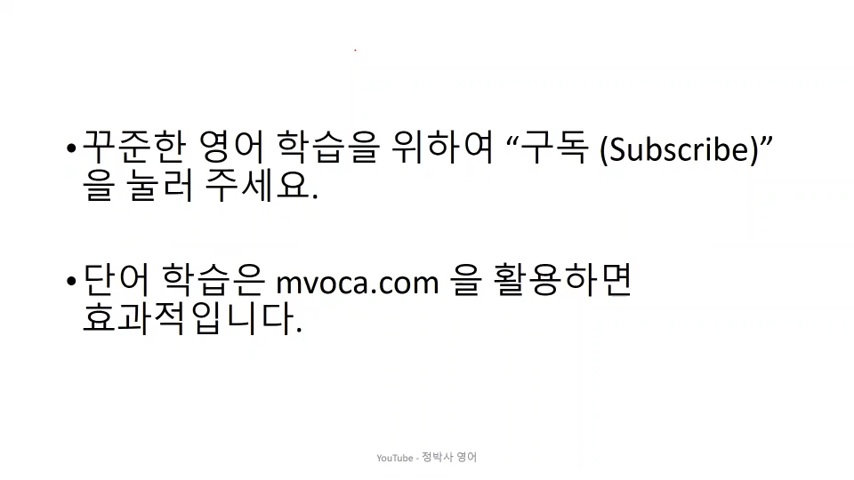 •꾸준한 영어 학습을 위하여 “구독 (Subscribe)”
을 눌러 주세요.
•단어 학습은 mvoca.com 을 활용하면
효과적입니다.
YouTube - 정박사 영어